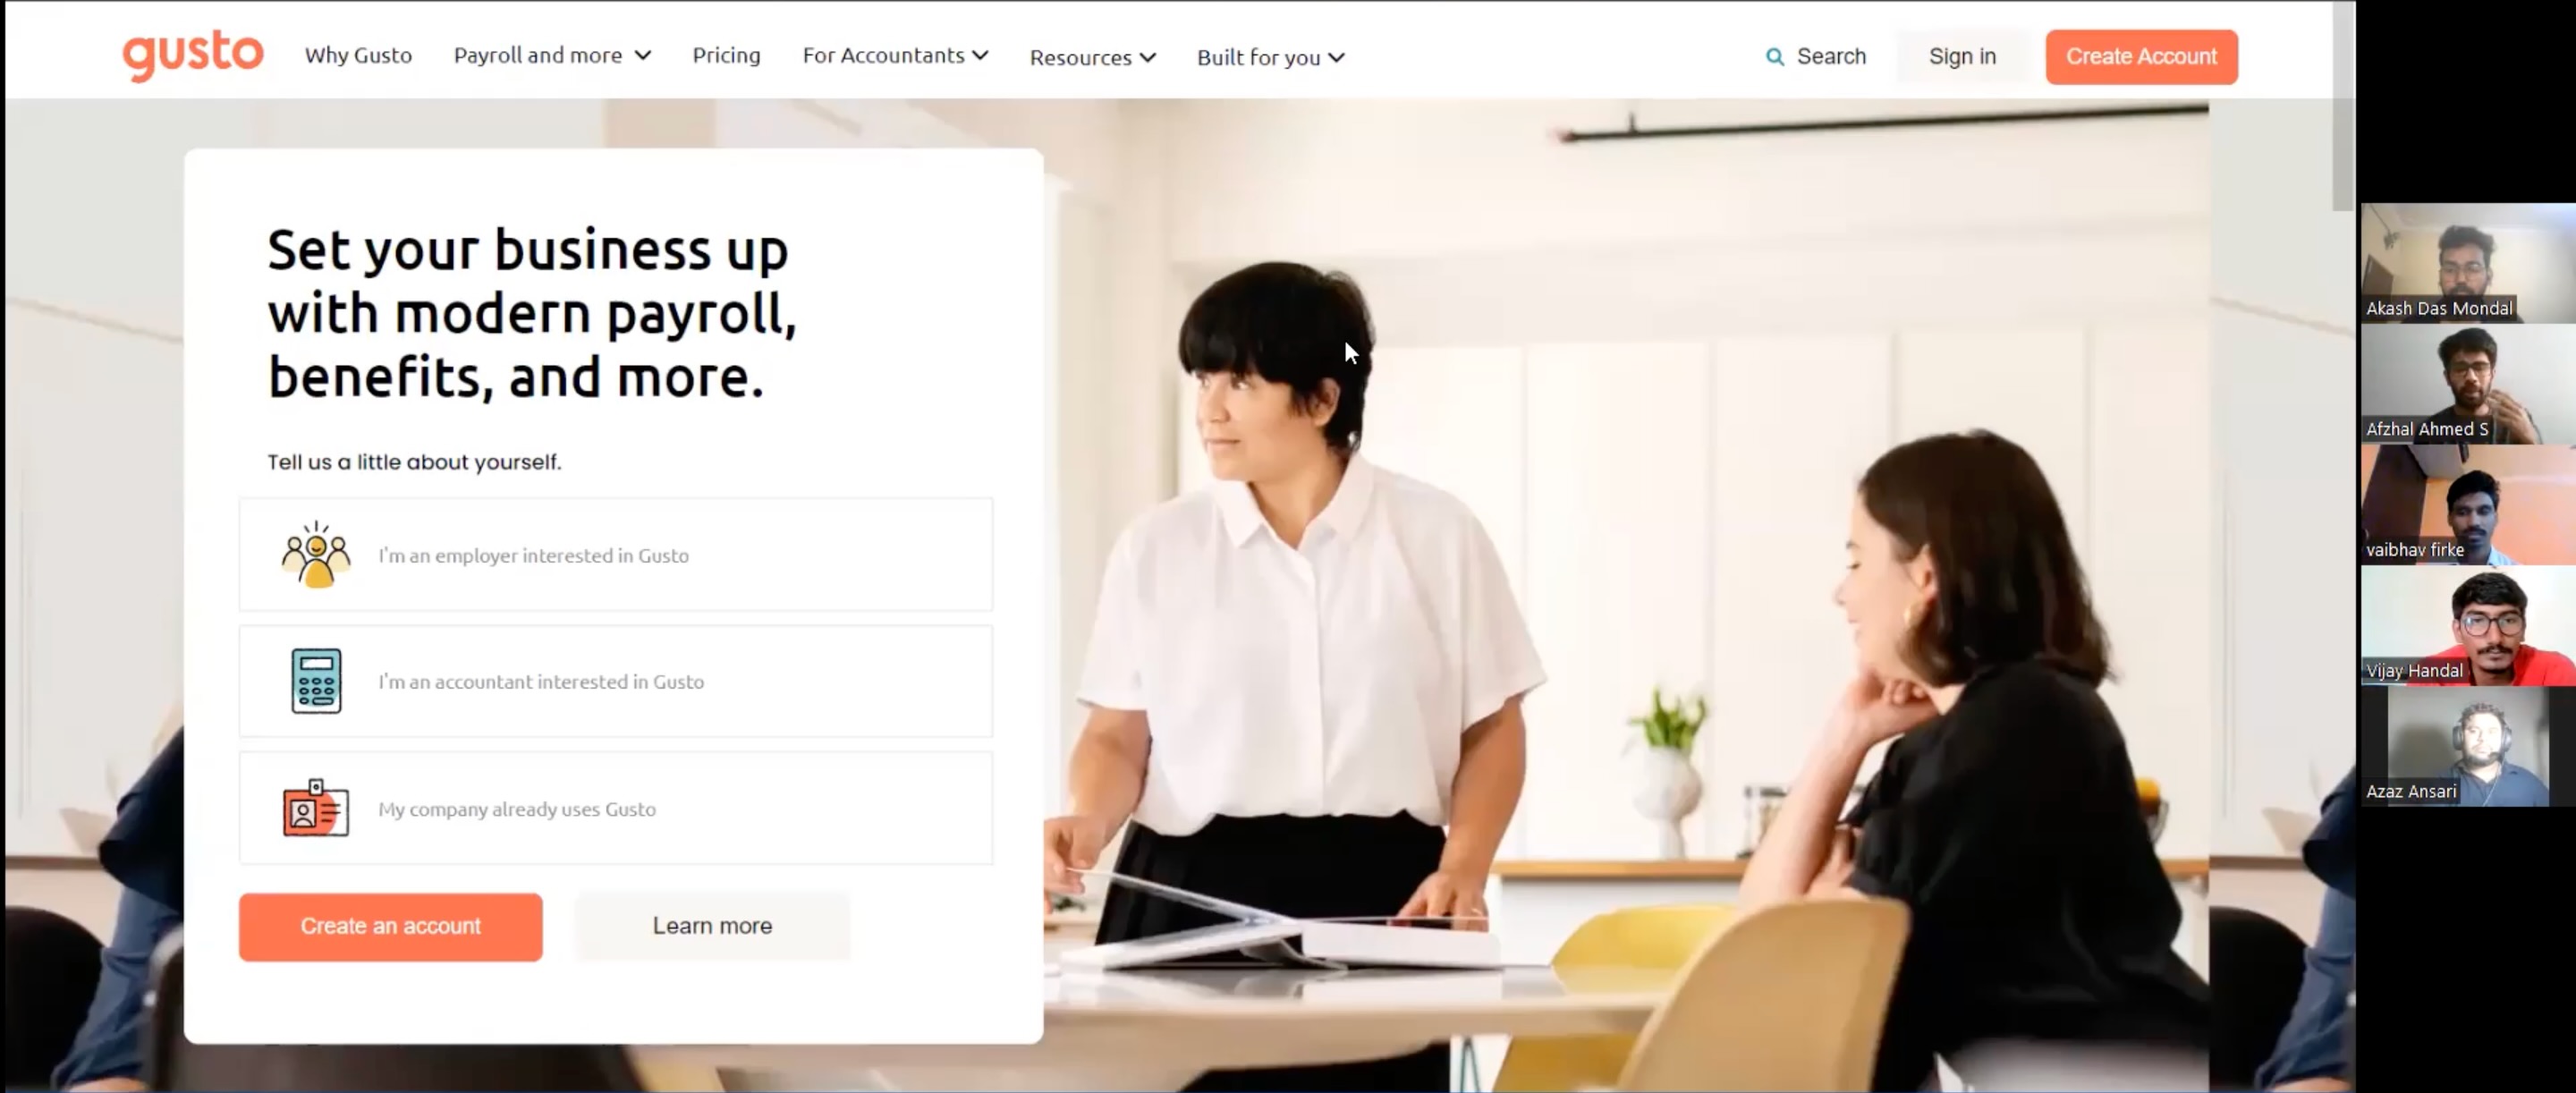 gusto
Why Gusto
Payroll and more
Pricing
For Accountants
Resources
Built for you
Search
Sign in
Create Account
Set your business up
with modern payroll,
benefits, and more.
Tell us a little about yourself.
I'm an employer interested in Gusto
I'm an accountant interested in Gusto
My company already uses Gusto
Create an account
Learn more
Akash Das Mondal
Afzhal Ahmed S
vaibhav firke
Vijay Handal
Azaz Ansari